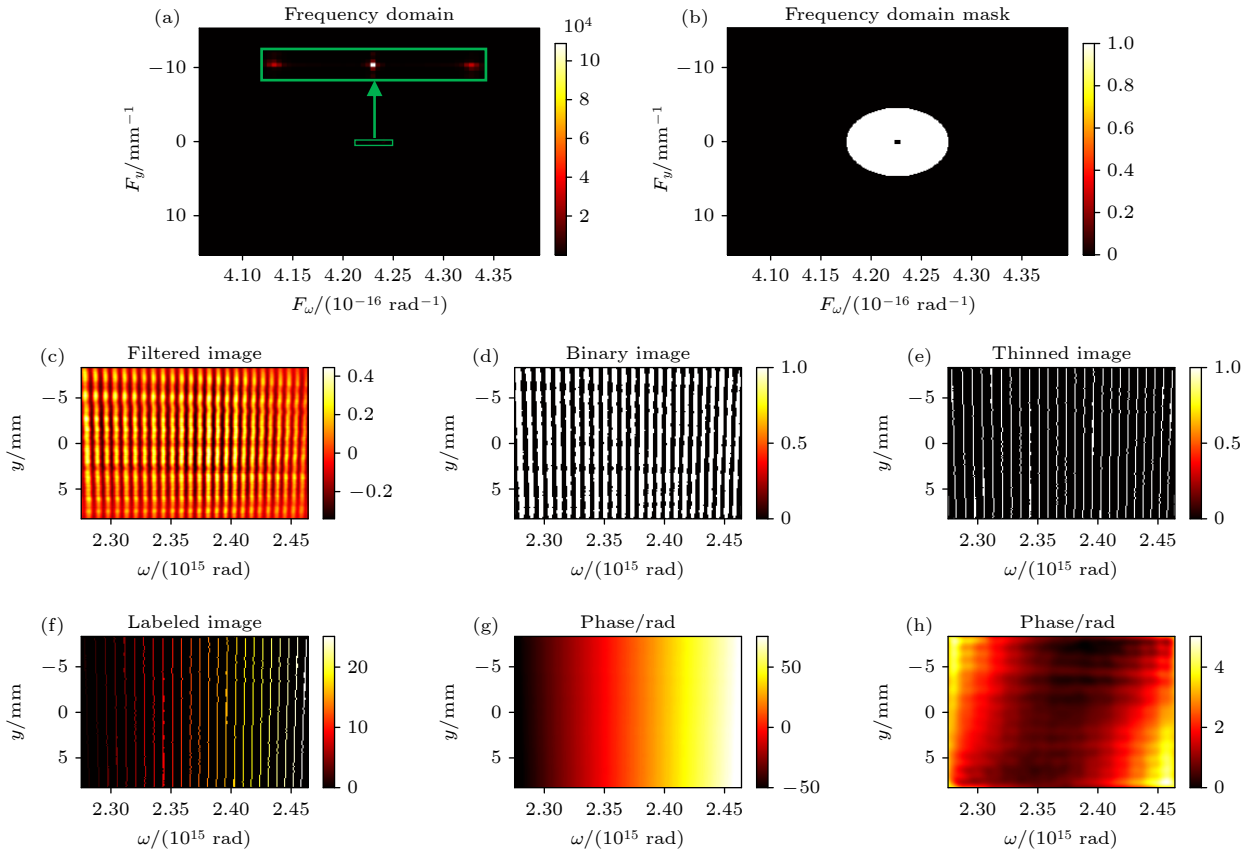 (a) Frequency domain
10⁴
−10
0
10
F_y/mm⁻¹
4.10 4.15 4.20 4.25 4.30 4.35
F_ω/(10⁻¹⁶ rad⁻¹)
10
8
6
4
2
(b) Frequency domain mask
−10
0
10
F_y/mm⁻¹
4.10 4.15 4.20 4.25 4.30 4.35
F_ω/(10⁻¹⁶ rad⁻¹)
1.0
0.8
0.6
0.4
0.2
0
(c) Filtered image
−5
0
5
y/mm
2.30 2.35 2.40 2.45
ω/(10¹⁵ rad)
0.4
0.2
0
−0.2
(d) Binary image
−5
0
5
y/mm
2.30 2.35 2.40 2.45
ω/(10¹⁵ rad)
1.0
0.5
0
(e) Thinned image
−5
0
5
y/mm
2.30 2.35 2.40 2.45
ω/(10¹⁵ rad)
1.0
0.5
0
(f) Labeled image
−5
0
5
y/mm
2.30 2.35 2.40 2.45
ω/(10¹⁵ rad)
20
10
0
(g) Phase/rad
−5
0
5
y/mm
2.30 2.35 2.40 2.45
ω/(10¹⁵ rad)
50
0
−50
(h) Phase/rad
−5
0
5
y/mm
2.30 2.35 2.40 2.45
ω/(10¹⁵ rad)
4
2
0